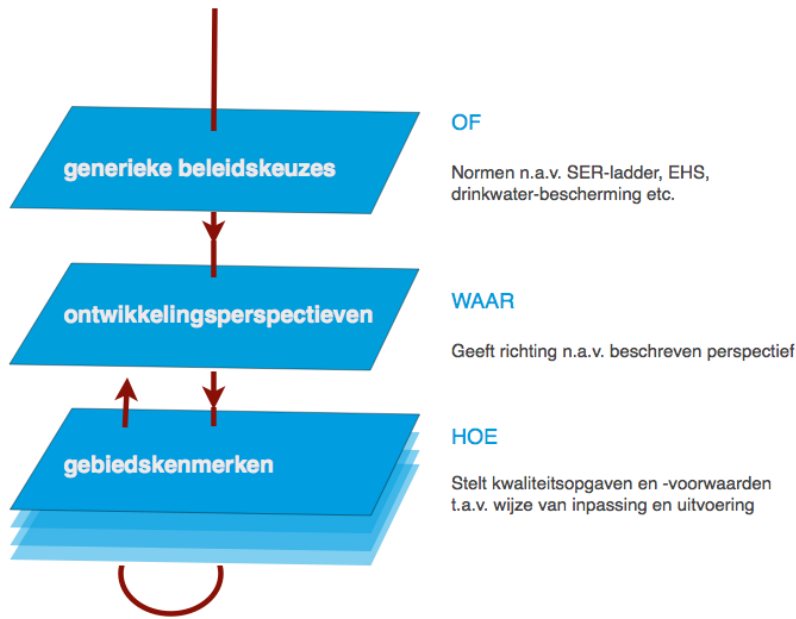 generieke beleidskeuzes
OF
Normen n.a.v. SER-ladder, EHS,
drinkwater-bescherming etc.
ontwikkelingsperspectieven
WAAR
Geeft richting n.a.v. beschreven perspectief
gebiedskenmerken
HOE
Stelt kwaliteitsopgaven en -voorwaarden
t.a.v. wijze van inpassing en uitvoering